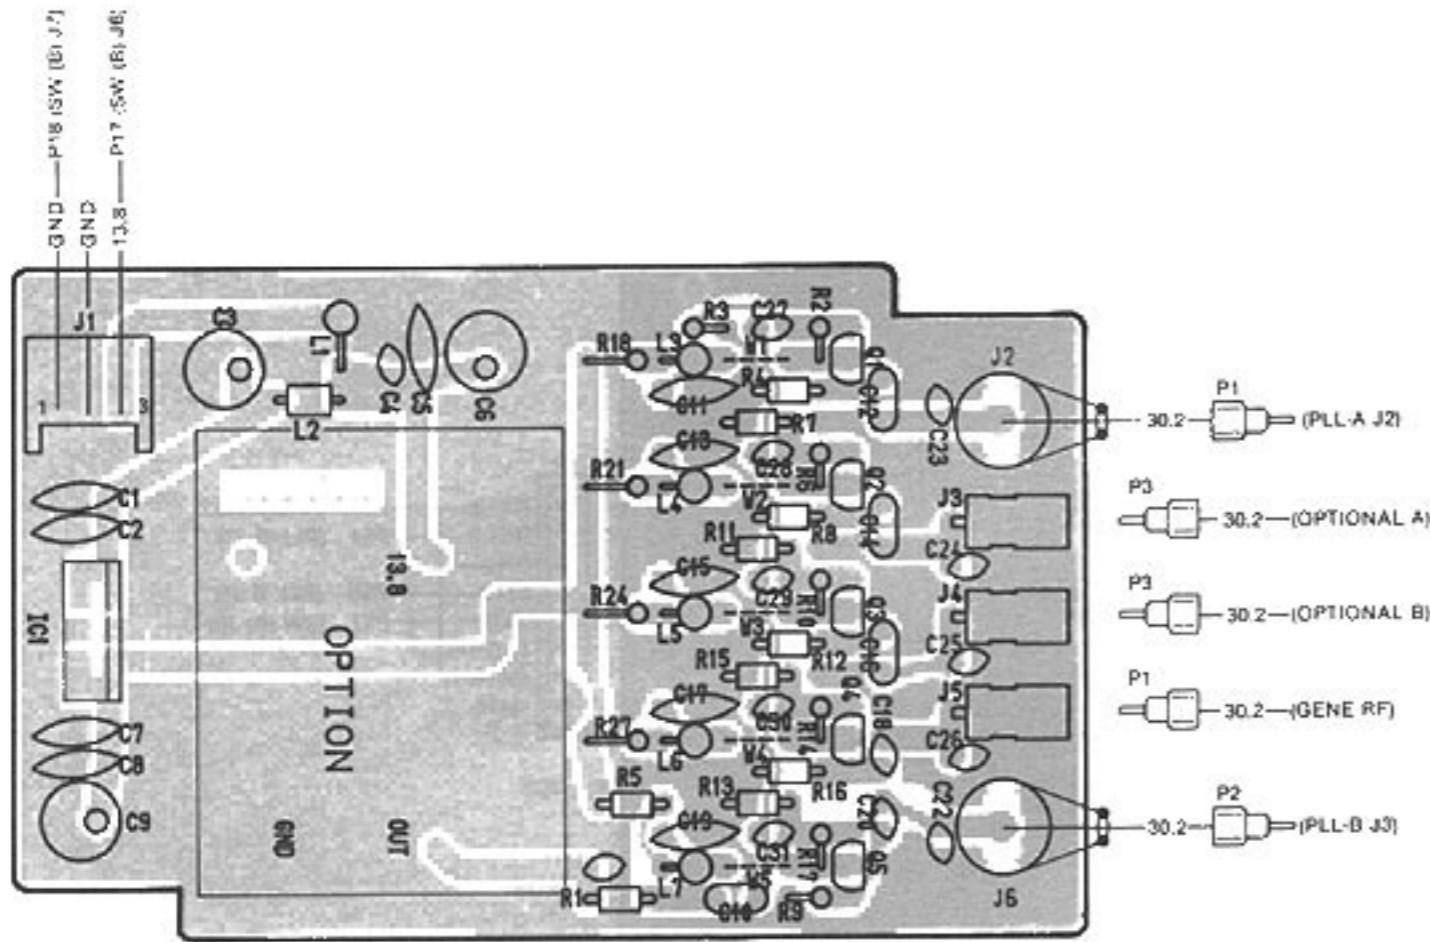 GND — P18 (SW (B) J7)
GND
13.8 — P17 (SW (B) J6)
J1
1
3
C3
L1
L2
C4
C5
C6
R18
L3
R3
C27
R2
W1
R4
Q1
C11
C12
R7
J2
C23
30.2
P1
(PLL-A J2)
C1
C2
R21
C13
L4
C28
R6
W2
Q2
R8
C14
R11
J3
C24
P3
30.2
(OPTIONAL A)
IC1
13.8
OPTION
R24
C15
L5
C29
R10
W3
Q3
R12
C16
R15
J4
C25
P3
30.2
(OPTIONAL B)
C7
C8
C9
R27
C17
L6
C30
R14
W4
Q4
C18
R16
R13
J5
C26
P1
30.2
(GENE RF)
GND
OUT
R5
R1
C19
L7
C31
R17
W5
C10
R9
Q5
C20
C22
J6
30.2
P2
(PLL-B J3)